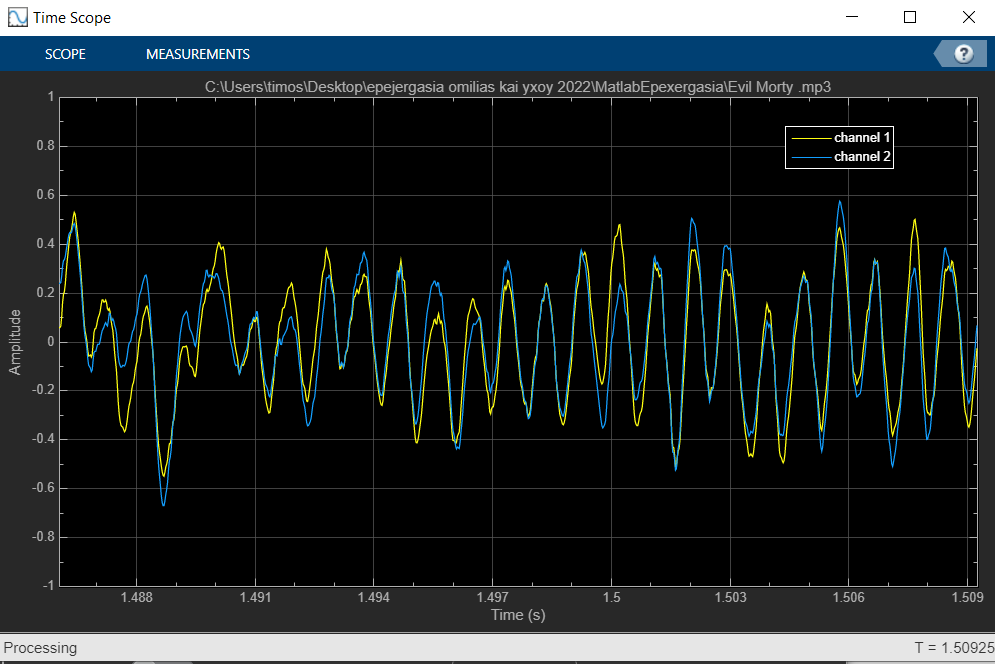 Time Scope
SCOPE
MEASUREMENTS
?
C:\Users\timos\Desktop\epejergasia omilias kai yxoy 2022\MatlabEpexergasia\Evil Morty .mp3
channel 1
channel 2
Amplitude
1
0.8
0.6
0.4
0.2
0
-0.2
-0.4
-0.6
-0.8
-1
1.488
1.491
1.494
1.497
1.5
1.503
1.506
1.509
Time (s)
Processing
T = 1.50925